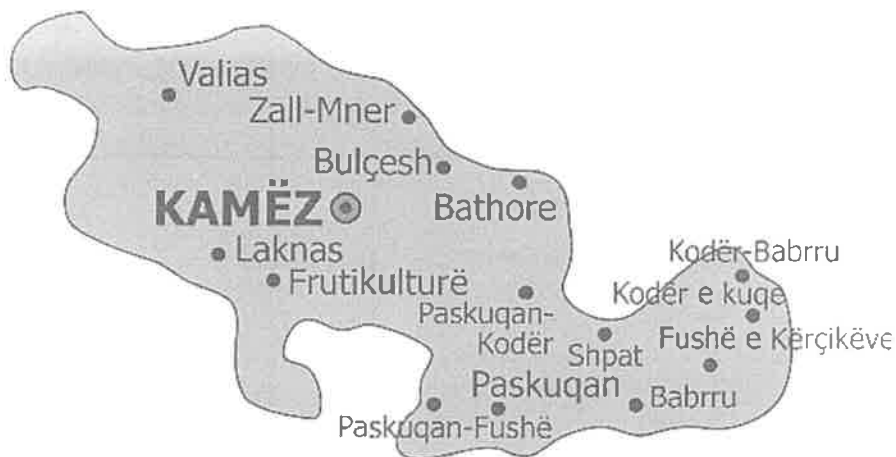 Valias
Zall-Mner
Bulçesh
Bathore
KAMËZ
Laknas
Frutikulturë
Kodër-Babrru
Kodër e kuqe
Paskuqan-
Kodër
Shpat
Fushë e Kërçikëve
Paskuqan
Babrru
Paskuqan-Fushë